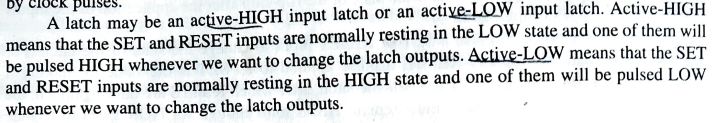 by clock pulses.
A latch may be an active-HIGH input latch or an active-LOW input latch. Active-HIGH
means that the SET and RESET inputs are normally resting in the LOW state and one of them will
be pulsed HIGH whenever we want to change the latch outputs. Active-LOW means that the SET
and RESET inputs are normally resting in the HIGH state and one of them will be pulsed LOW
whenever we want to change the latch outputs.